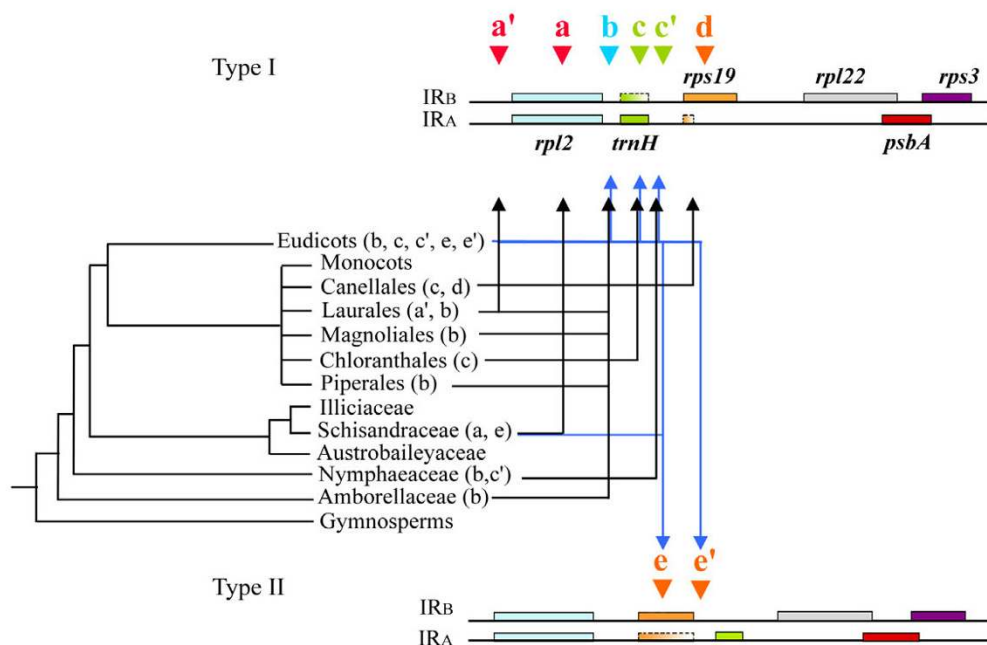 a' a b c c' d
Type I
rps19 rpl22 rps3
IRB
IRA
rpl2 trnH psbA
Eudicots (b, c, c', e, e')
Monocots
Canellales (c, d)
Laurales (a', b)
Magnoliales (b)
Chloranthales (c)
Piperales (b)
Illiciaceae
Schisandraceae (a, e)
Austrobaileyaceae
Nymphaeaceae (b,c')
Amborellaceae (b)
Gymnosperms
e e'
Type II
IRB
IRA